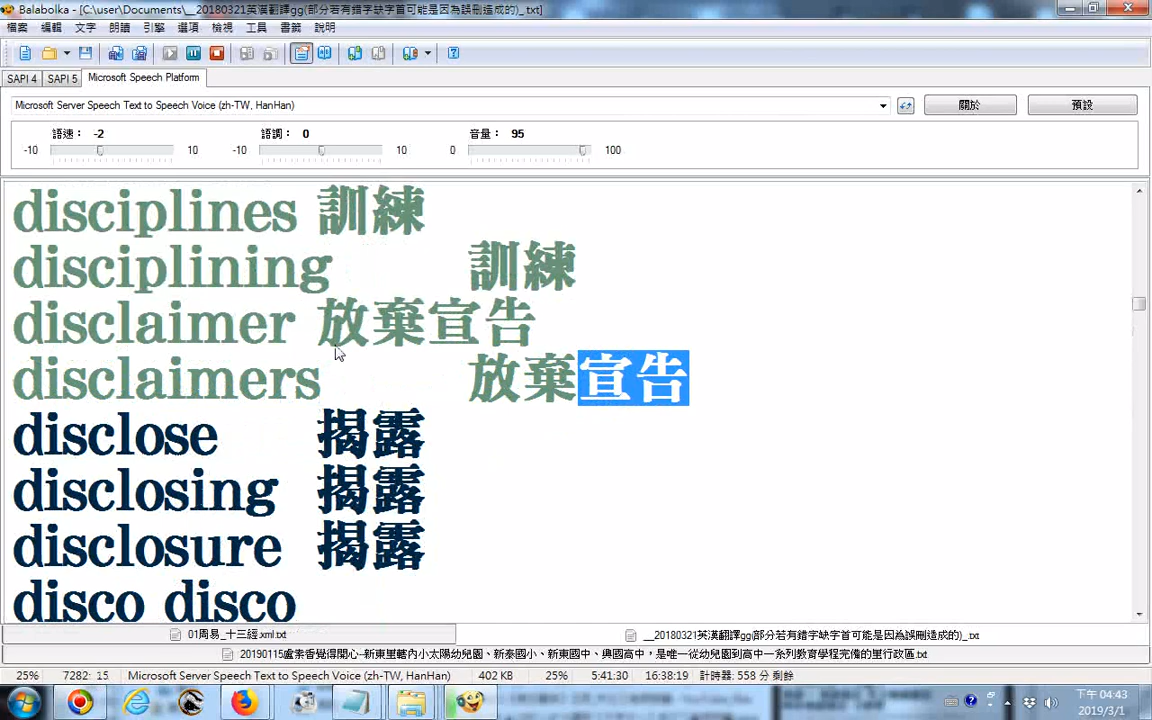 Balabolka - [C:\user\Documents\__20180321英漢翻譯gg(部分若有錯字缺字首可能是因為誤刪造成的)_.txt]
檔案 編輯 文字 朗讀 引擎 選項 檢視 工具 書籤 說明
SAPI 4 SAPI 5 Microsoft Speech Platform
Microsoft Server Speech Text to Speech Voice (zh-TW, HanHan) 關於 預設
語速： -2 語調： 0 音量： 95
-10 10 -10 10 0 100
disciplines 訓練
disciplining 訓練
disclaimer 放棄宣告
disclaimers 放棄宣告
disclose 揭露
disclosing 揭露
disclosure 揭露
disco disco
01周易_十三經.xml.txt __20180321英漢翻譯gg(部分若有錯字缺字首可能是因為誤刪造成的)_.txt
20190115盧素香覺得開心─新東里轄內小太陽幼兒園、新泰國小、新東國中、興國高中，是唯一從幼兒園到高中一系列教育學程完備的里行政區.txt
25% 7282: 15 Microsoft Server Speech Text to Speech Voice (zh-TW, HanHan) 402 KB 25% 5:41:30 16:38:19 計時器: 558 分 剩餘
下午 04:43
2019/3/1